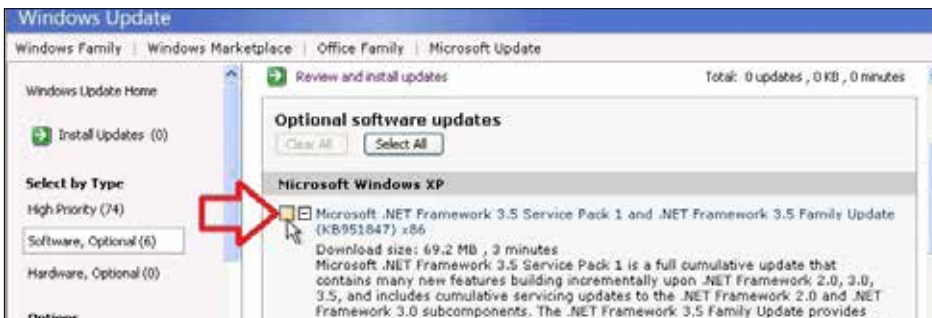 Windows Update
Windows Family | Windows Marketplace | Office Family | Microsoft Update
Windows Update Home
Install Updates (0)
Select by Type
High Priority (74)
Software, Optional (6)
Hardware, Optional (0)
Options
Review and install updates
Total: 0 updates , 0 KB , 0 minutes
Optional software updates
Clear All
Select All
Microsoft Windows XP
Microsoft .NET Framework 3.5 Service Pack 1 and .NET Framework 3.5 Family Update
(KB951847) x86
Download size: 69.2 MB , 3 minutes
Microsoft .NET Framework 3.5 Service Pack 1 is a full cumulative update that
contains many new features building incrementally upon .NET Framework 2.0, 3.0,
3.5, and includes cumulative servicing updates to the .NET Framework 2.0 and .NET
Framework 3.0 subcomponents. The .NET Framework 3.5 Family Update provides